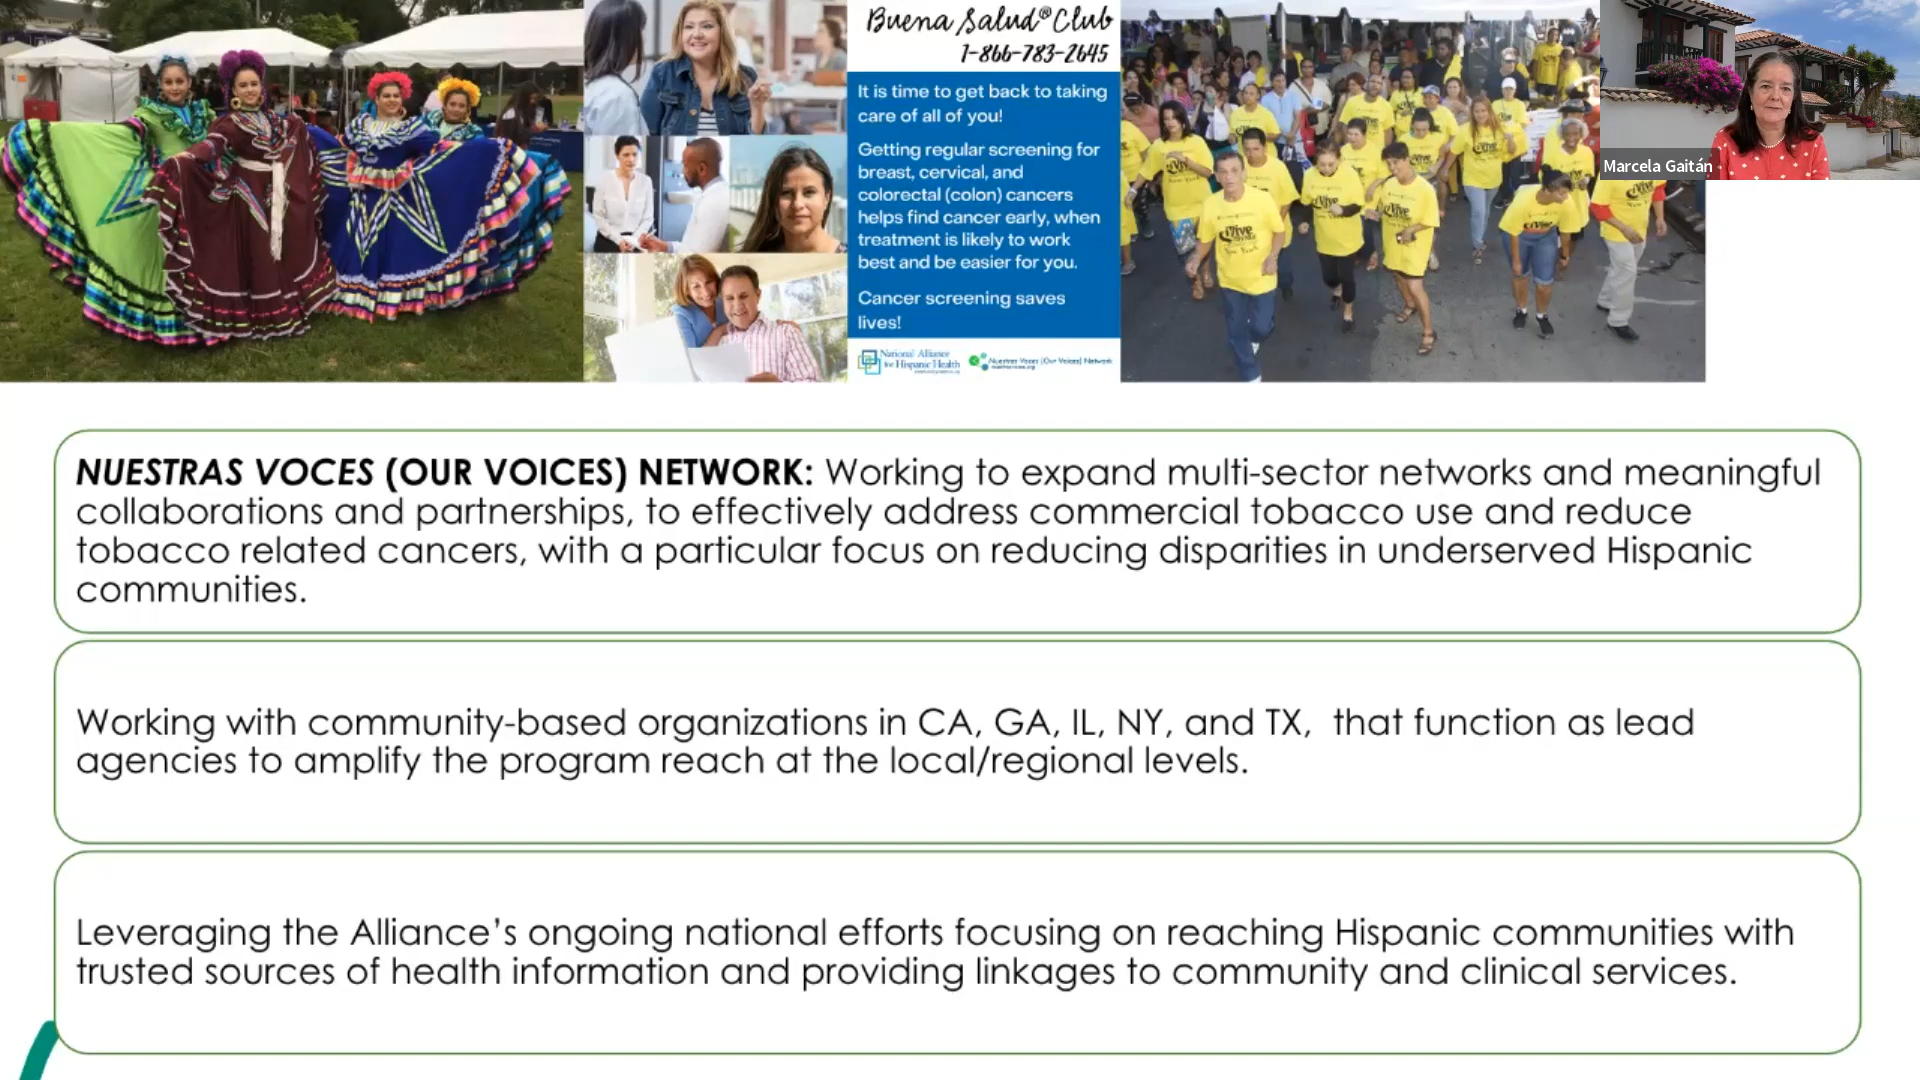 Buena Salud® Club
1-866-783-2645
It is time to get back to taking
care of all of you!
Getting regular screening for
breast, cervical, and
colorectal (colon) cancers
helps find cancer early, when
treatment is likely to work
best and be easier for you.
Cancer screening saves
lives!
National Alliance
for Hispanic Health
Nuestras Voces (Our Voices) Network
Marcela Gaitán
NUESTRAS VOCES (OUR VOICES) NETWORK: Working to expand multi-sector networks and meaningful
collaborations and partnerships, to effectively address commercial tobacco use and reduce
tobacco related cancers, with a particular focus on reducing disparities in underserved Hispanic
communities.
Working with community-based organizations in CA, GA, IL, NY, and TX,  that function as lead
agencies to amplify the program reach at the local/regional levels.
Leveraging the Alliance’s ongoing national efforts focusing on reaching Hispanic communities with
trusted sources of health information and providing linkages to community and clinical services.